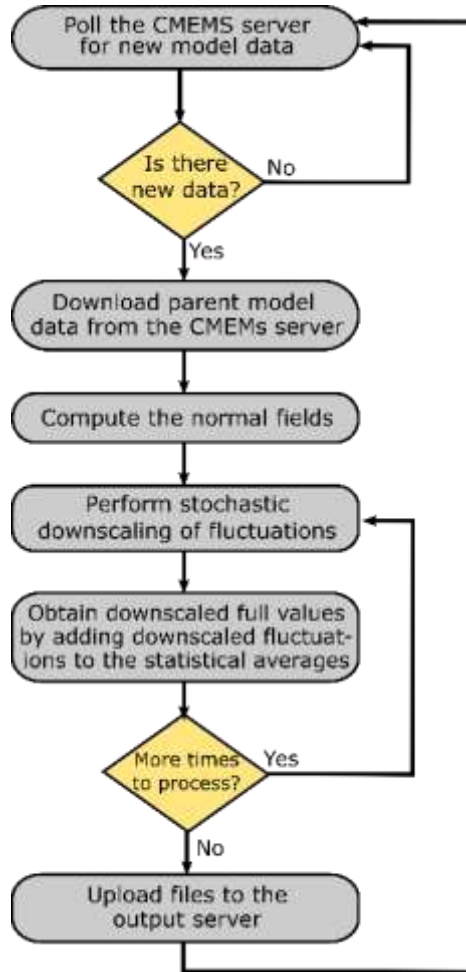 Poll the CMEMS server
for new model data
Is there
new data?
No
Yes
Download parent model
data from the CMEMs server
Compute the normal fields
Perform stochastic
downscaling of fluctuations
Obtain downscaled full values
by adding downscaled fluctuat-
ions to the statistical averages
More times
to process?
Yes
No
Upload files to the
output server